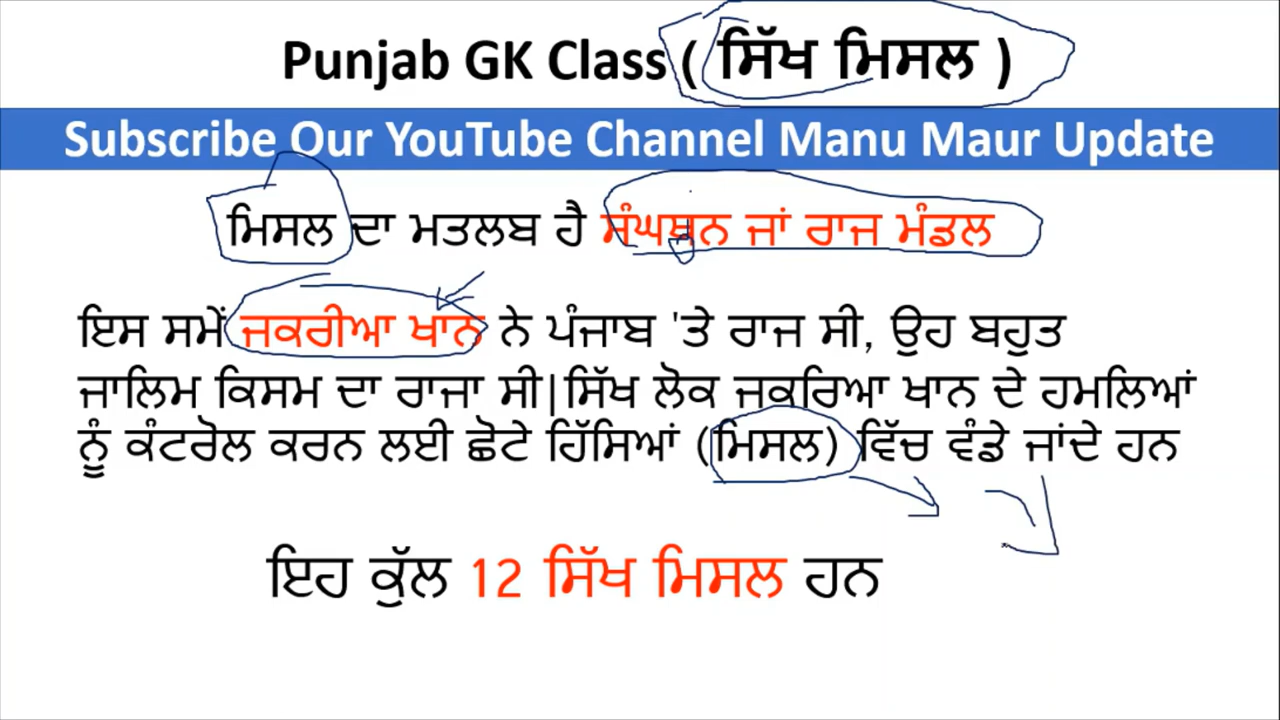 Punjab GK Class ( ਸਿੱਖ ਮਿਸਲ )
Subscribe Our YouTube Channel Manu Maur Update
ਮਿਸਲ ਦਾ ਮਤਲਬ ਹੈ ਸੰਘਥਨ ਜਾਂ ਰਾਜ ਮੰਡਲ
ਇਸ ਸਮੇਂ ਜਕਰੀਆ ਖਾਨ ਨੇ ਪੰਜਾਬ 'ਤੇ ਰਾਜ ਸੀ, ਉਹ ਬਹੁਤ
ਜਾਲਿਮ ਕਿਸਮ ਦਾ ਰਾਜਾ ਸੀ|ਸਿੱਖ ਲੋਕ ਜਕਰਿਆ ਖਾਨ ਦੇ ਹਮਲਿਆਂ
ਨੂੰ ਕੰਟਰੋਲ ਕਰਨ ਲਈ ਛੋਟੇ ਹਿੱਸਿਆਂ (ਮਿਸਲ) ਵਿੱਚ ਵੰਡੇ ਜਾਂਦੇ ਹਨ
ਇਹ ਕੁੱਲ 12 ਸਿੱਖ ਮਿਸਲ ਹਨ